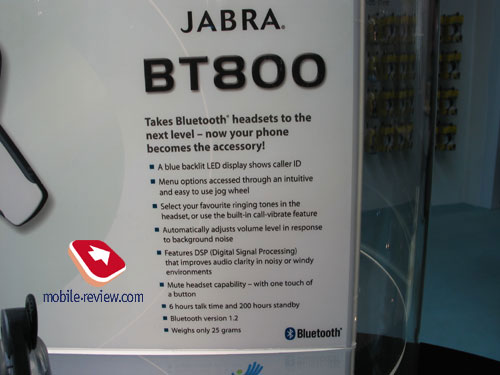 JABRA®
BT800
Takes Bluetooth® headsets to the
next level – now your phone
becomes the accessory!
▪ A blue backlit LED display shows caller ID
▪ Menu options accessed through an intuitive
and easy to use jog wheel
▪ Select your favourite ringing tones in the
headset, or use the built-in call-vibrate feature
▪ Automatically adjusts volume level in response
to background noise
▪ Features DSP (Digital Signal Processing)
that improves audio clarity in noisy or windy
environments
▪ Mute headset capability – with one touch of
a button
▪ 6 hours talk time and 200 hours standby
▪ Bluetooth version 1.2
▪ Weighs only 25 grams
Bluetooth®
mobile-review.com